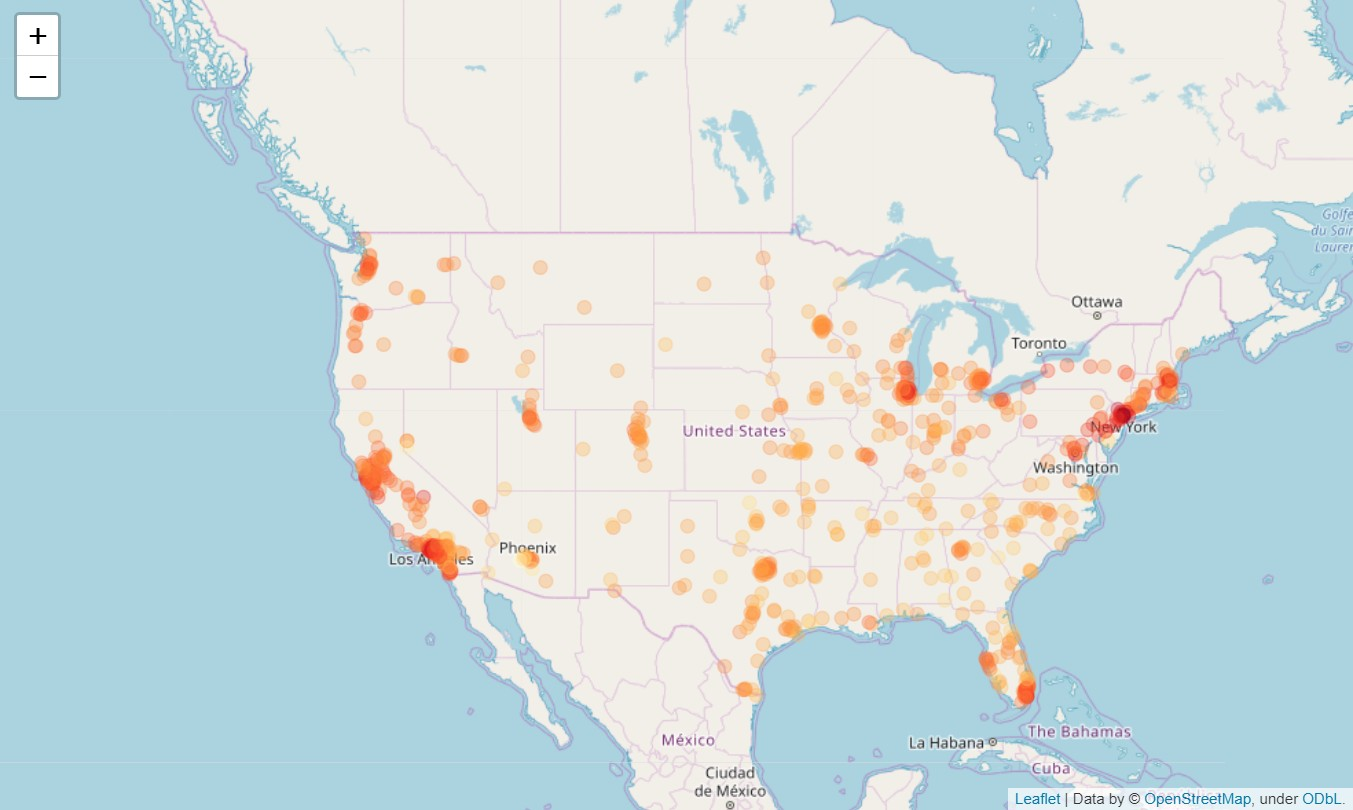 +
−
Golfe
du Sain
Lauren
Ottawa
Toronto
United States
New York
Washington
Phoenix
Los Angeles
La Habana
The Bahamas
México
Cuba
Ciudad
de México
Leaflet | Data by © OpenStreetMap, under ODbL.